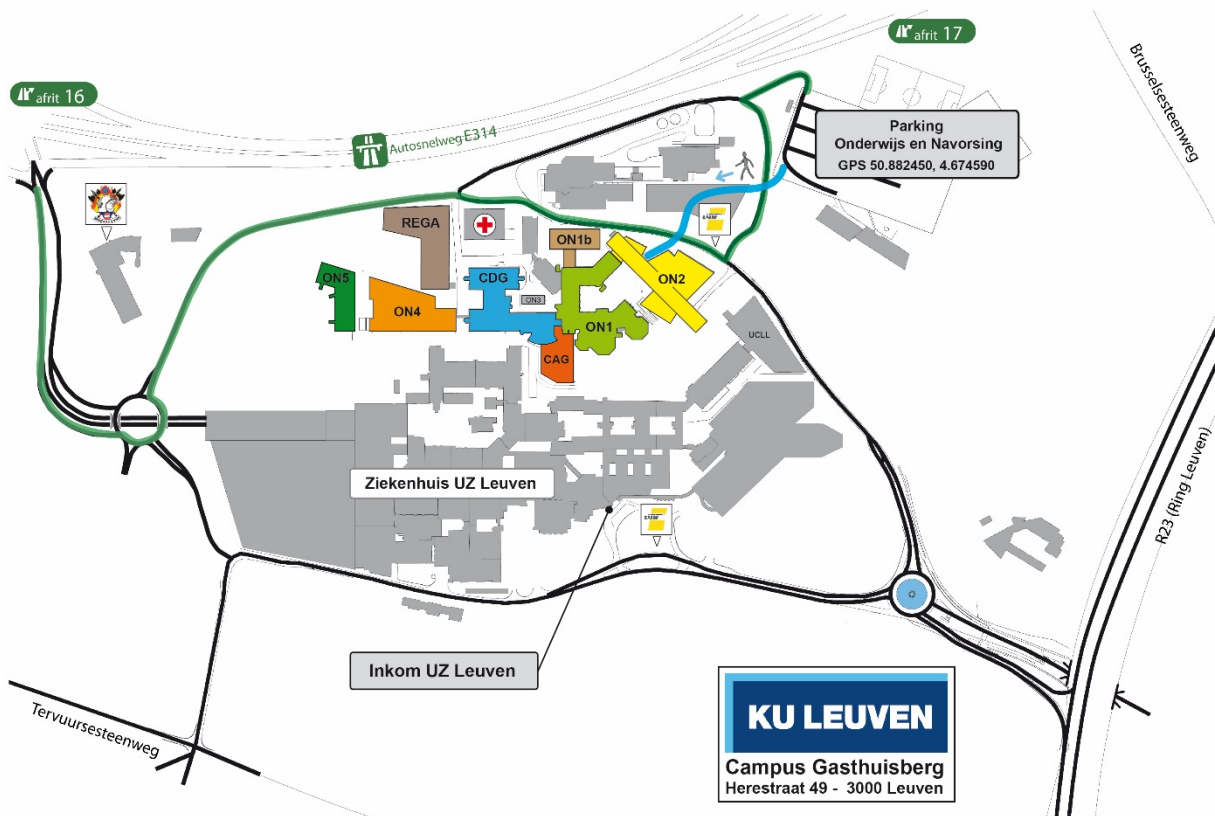 afrit 17
afrit 16
Brusselsesteenweg
Autosnelweg E314
Parking
Onderwijs en Navorsing
GPS 50.882450, 4.674590
REGA
ON1b
ON5
CDG
ON2
ON3
ON4
ON1
UCLL
CAG
Ziekenhuis UZ Leuven
R23 (Ring Leuven)
Inkom UZ Leuven
Tervuursesteenweg
KU LEUVEN
Campus Gasthuisberg
Herestraat 49 - 3000 Leuven